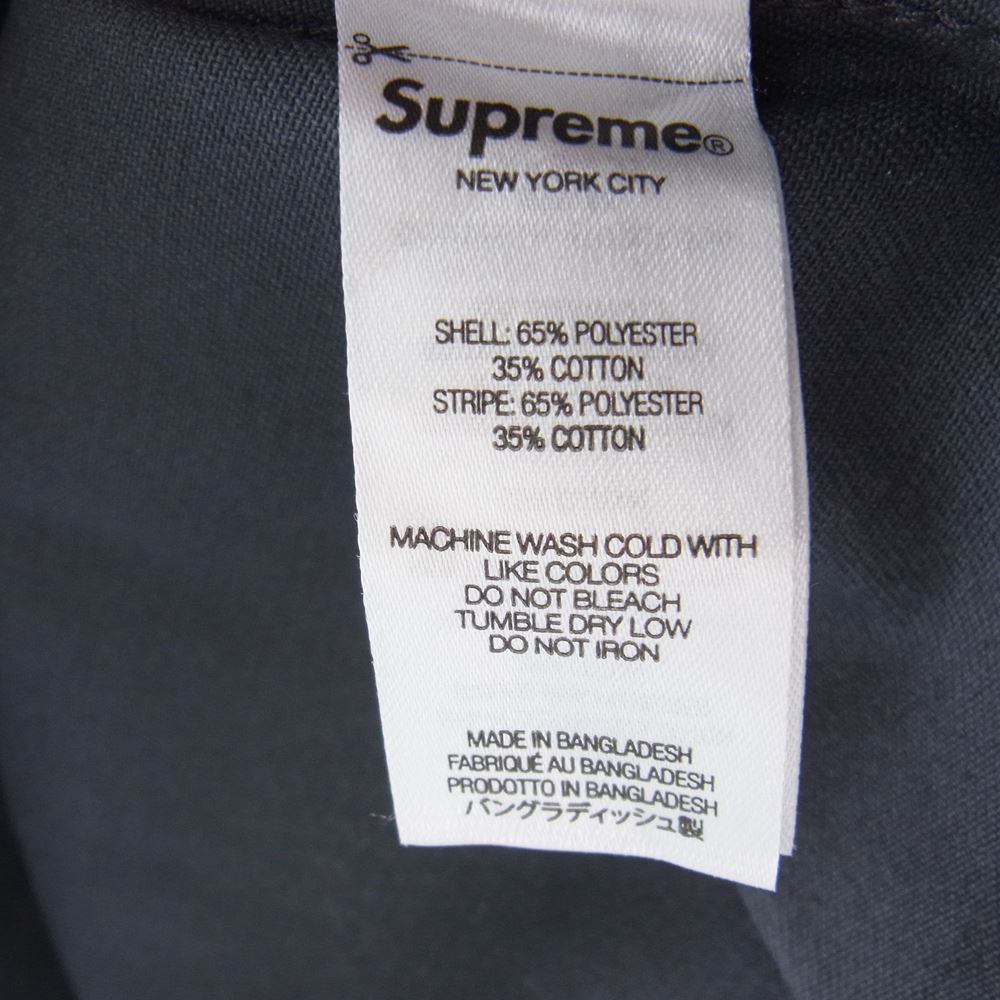 Supreme®
NEW YORK CITY
SHELL: 65% POLYESTER
35% COTTON
STRIPE: 65% POLYESTER
35% COTTON
MACHINE WASH COLD WITH
LIKE COLORS
DO NOT BLEACH
TUMBLE DRY LOW
DO NOT IRON
MADE IN BANGLADESH
FABRIQUÉ AU BANGLADESH
PRODOTTO IN BANGLADESH
バングラディッシュ製